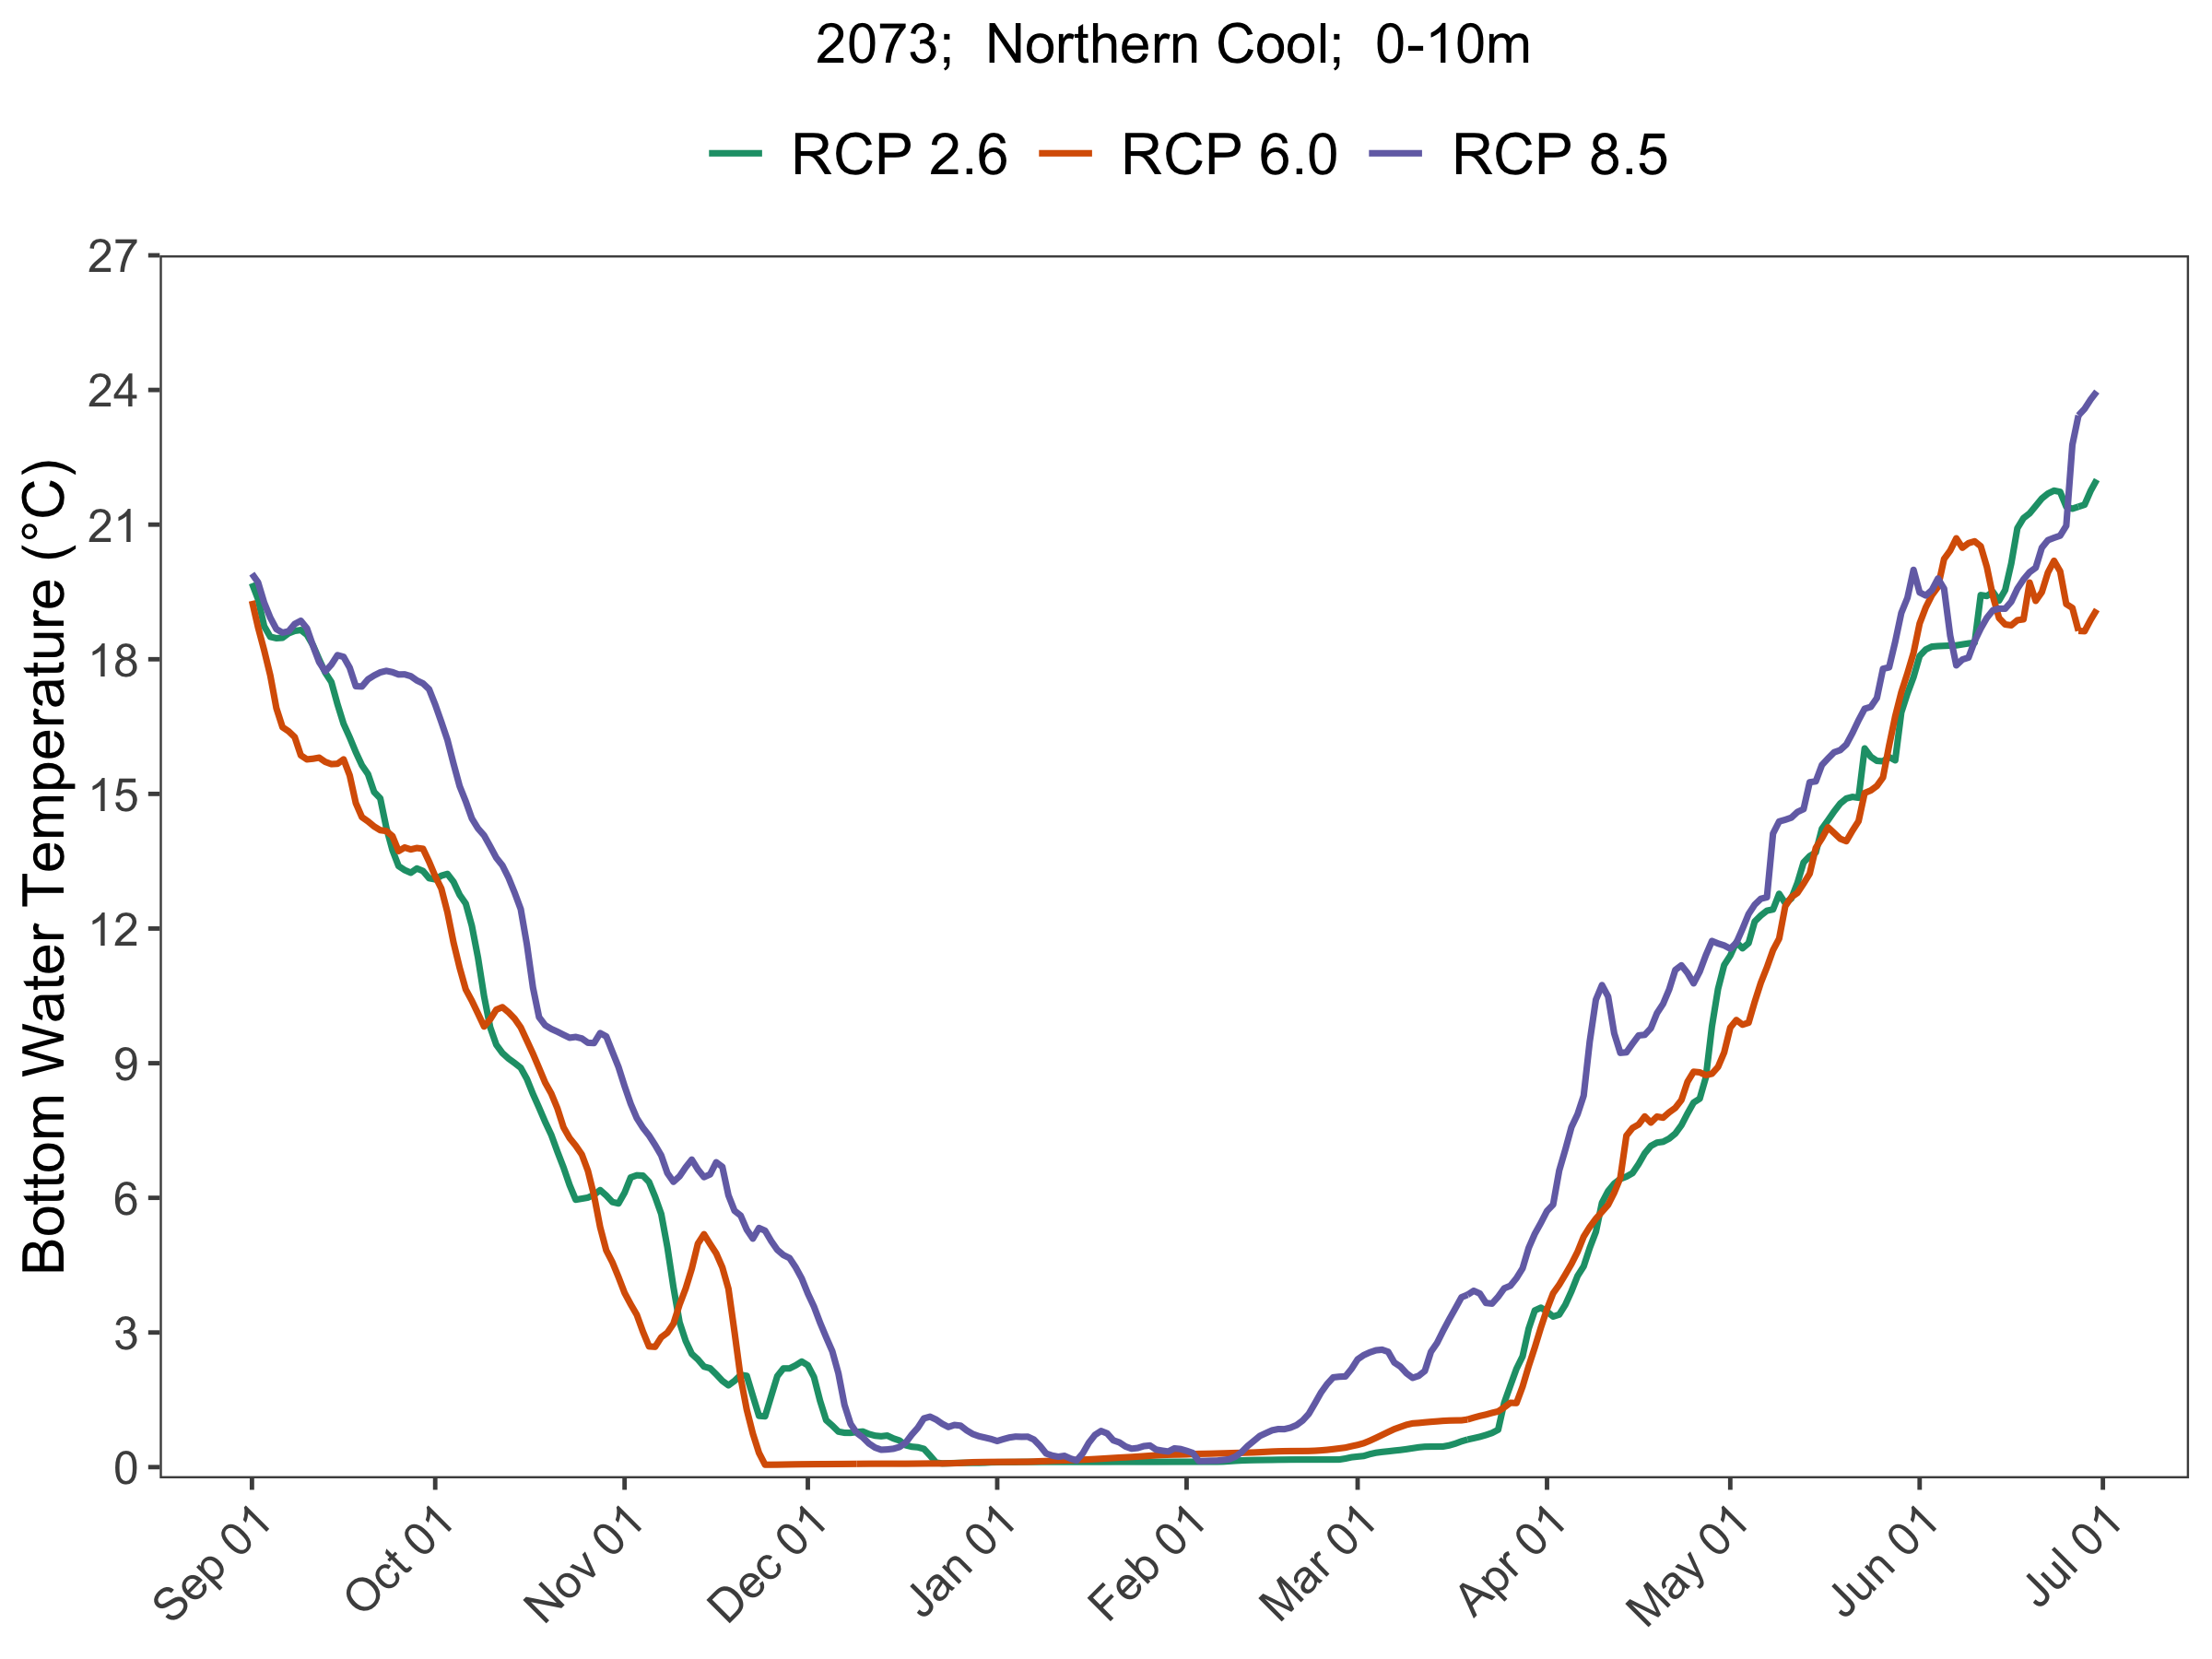 2073;  Northern Cool;  0-10m
RCP 2.6 RCP 6.0 RCP 8.5
Bottom Water Temperature (°C)
27
24
21
18
15
12
9
6
3
0
Sep 01 Oct 01 Nov 01 Dec 01 Jan 01 Feb 01 Mar 01 Apr 01 May 01 Jun 01 Jul 01